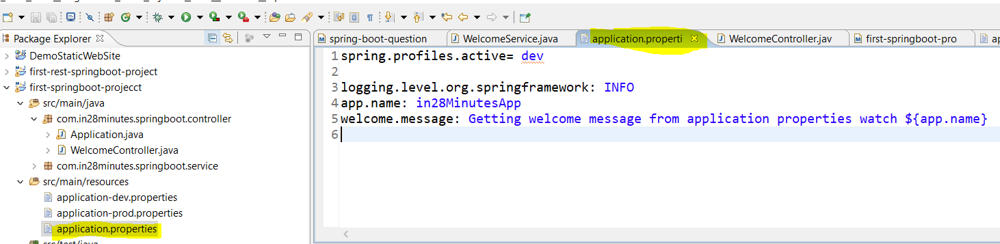 Package Explorer
DemoStaticWebSite
first-rest-springboot-project
first-springboot-projecct
src/main/java
com.in28minutes.springboot.controller
Application.java
WelcomeController.java
com.in28minutes.springboot.service
src/main/resources
application-dev.properties
application-prod.properties
application.properties
src/test/java
spring-boot-question WelcomeService.java application.properti WelcomeController.jav first-springboot-pro ap
1 spring.profiles.active= dev
2
3 logging.level.org.springframework: INFO
4 app.name: in28MinutesApp
5 welcome.message: Getting welcome message from application properties watch ${app.name}
6